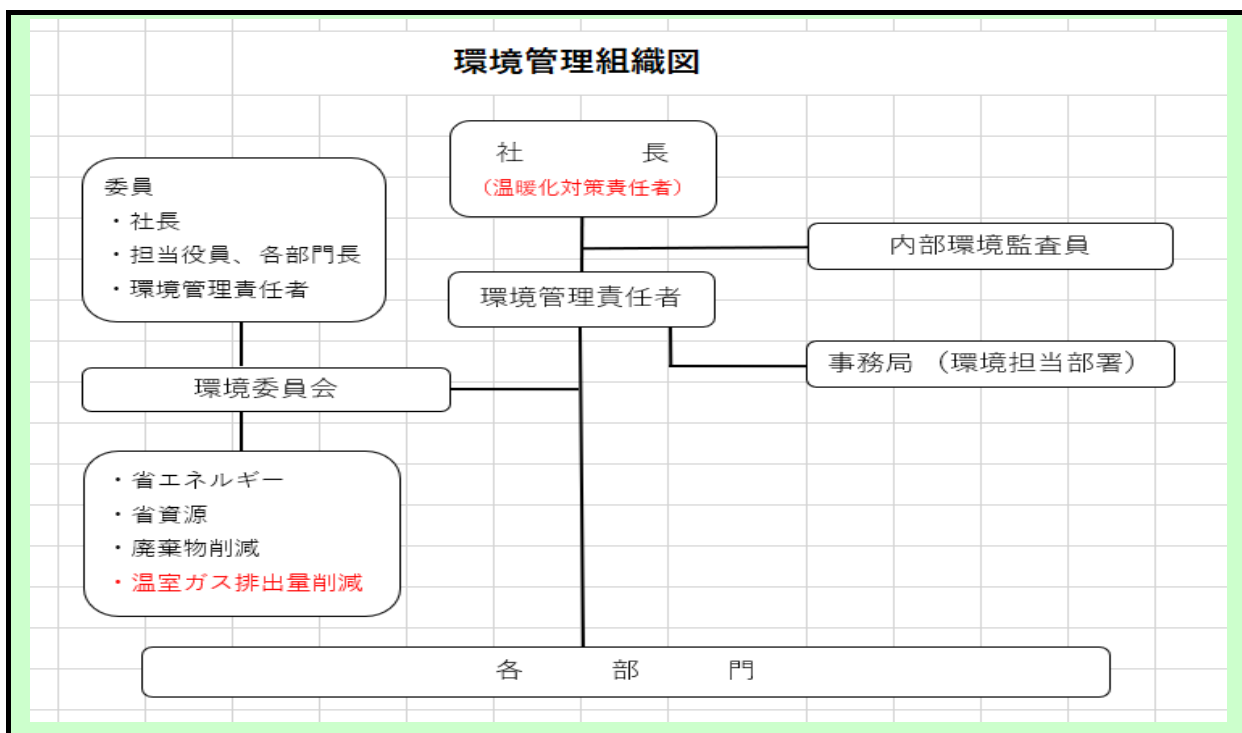 環境管理組織図
社　　　　長
（温暖化対策責任者）
委員
・社長
・担当役員、各部門長
・環境管理責任者
内部環境監査員
環境管理責任者
事務局　（環境担当部署）
環境委員会
・省エネルギー
・省資源
・廃棄物削減
・温室ガス排出量削減
各　　　部　　　門